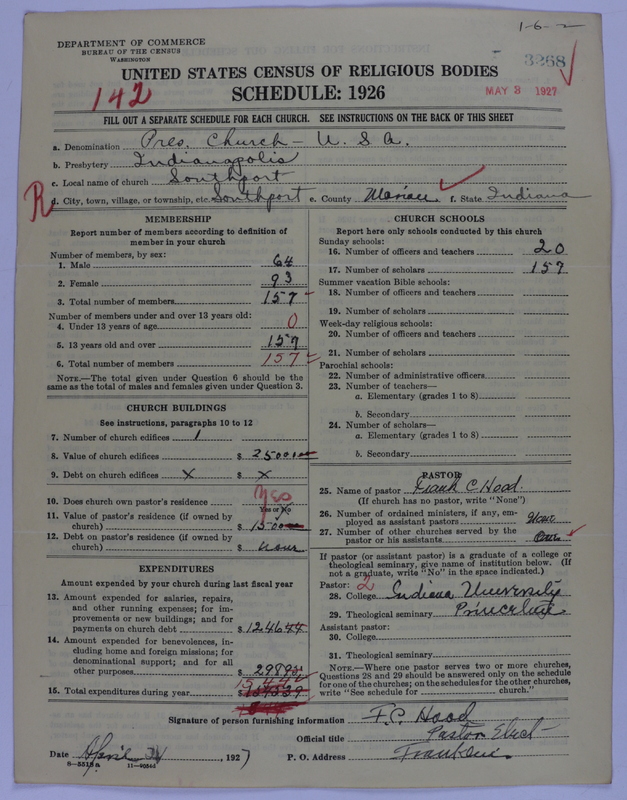 1-6-2
DEPARTMENT OF COMMERCE
BUREAU OF THE CENSUS
WASHINGTON
3268
UNITED STATES CENSUS OF RELIGIOUS BODIES
MAY 3 1927
142
SCHEDULE: 1926
FILL OUT A SEPARATE SCHEDULE FOR EACH CHURCH. SEE INSTRUCTIONS ON THE BACK OF THIS SHEET
a. Denomination Pres. Church - U. S. A.
b. Presbytery Indianapolis
c. Local name of church Southport
R
d. City, town, village, or township, etc. Southport e. County Marion f. State Indiana
MEMBERSHIP
Report number of members according to definition of member in your church
Number of members, by sex:
1. Male 64
2. Female 93
3. Total number of members 157
Number of members under and over 13 years old:
4. Under 13 years of age 0
5. 13 years old and over 157
6. Total number of members 157
NOTE.—The total given under Question 6 should be the same as the total of males and females given under Question 3.
CHURCH BUILDINGS
See instructions, paragraphs 10 to 12
7. Number of church edifices 1
8. Value of church edifices $ 25000
9. Debt on church edifices X $ X
10. Does church own pastor's residence Yes
Yes or No
11. Value of pastor's residence (if owned by church) $ 1500
12. Debt on pastor's residence (if owned by church) $ none
EXPENDITURES
Amount expended by your church during last fiscal year
13. Amount expended for salaries, repairs, and other running expenses; for improvements or new buildings; and for payments on church debt $ 1246
14. Amount expended for benevolences, including home and foreign missions; for denominational support; and for all other purposes $ 298
15. Total expenditures during year $
CHURCH SCHOOLS
Report here only schools conducted by this church
Sunday schools:
16. Number of officers and teachers 20
17. Number of scholars 157
Summer vacation Bible schools:
18. Number of officers and teachers
19. Number of scholars
Week-day religious schools:
20. Number of officers and teachers
21. Number of scholars
Parochial schools:
22. Number of administrative officers
23. Number of teachers—
a. Elementary (grades 1 to 8)
b. Secondary
24. Number of scholars—
a. Elementary (grades 1 to 8)
b. Secondary
PASTOR
25. Name of pastor Frank C Hood
(If church has no pastor, write "None")
26. Number of ordained ministers, if any, employed as assistant pastors None
27. Number of other churches served by the pastor or his assistants One
If pastor (or assistant pastor) is a graduate of a college or theological seminary, give name of institution below. (If not a graduate, write "No" in the space indicated.)
Pastor: 2
28. College Indiana University
29. Theological seminary Princeton
Assistant pastor:
30. College
31. Theological seminary
NOTE.—Where one pastor serves two or more churches, Questions 28 and 29 should be answered only on the schedule for one of the churches; on the schedules for the other churches, write "See schedule for church."
Signature of person furnishing information F. C. Hood
Official title Pastor Elect
Date April 1927 P. O. Address Franklin
8-5513a